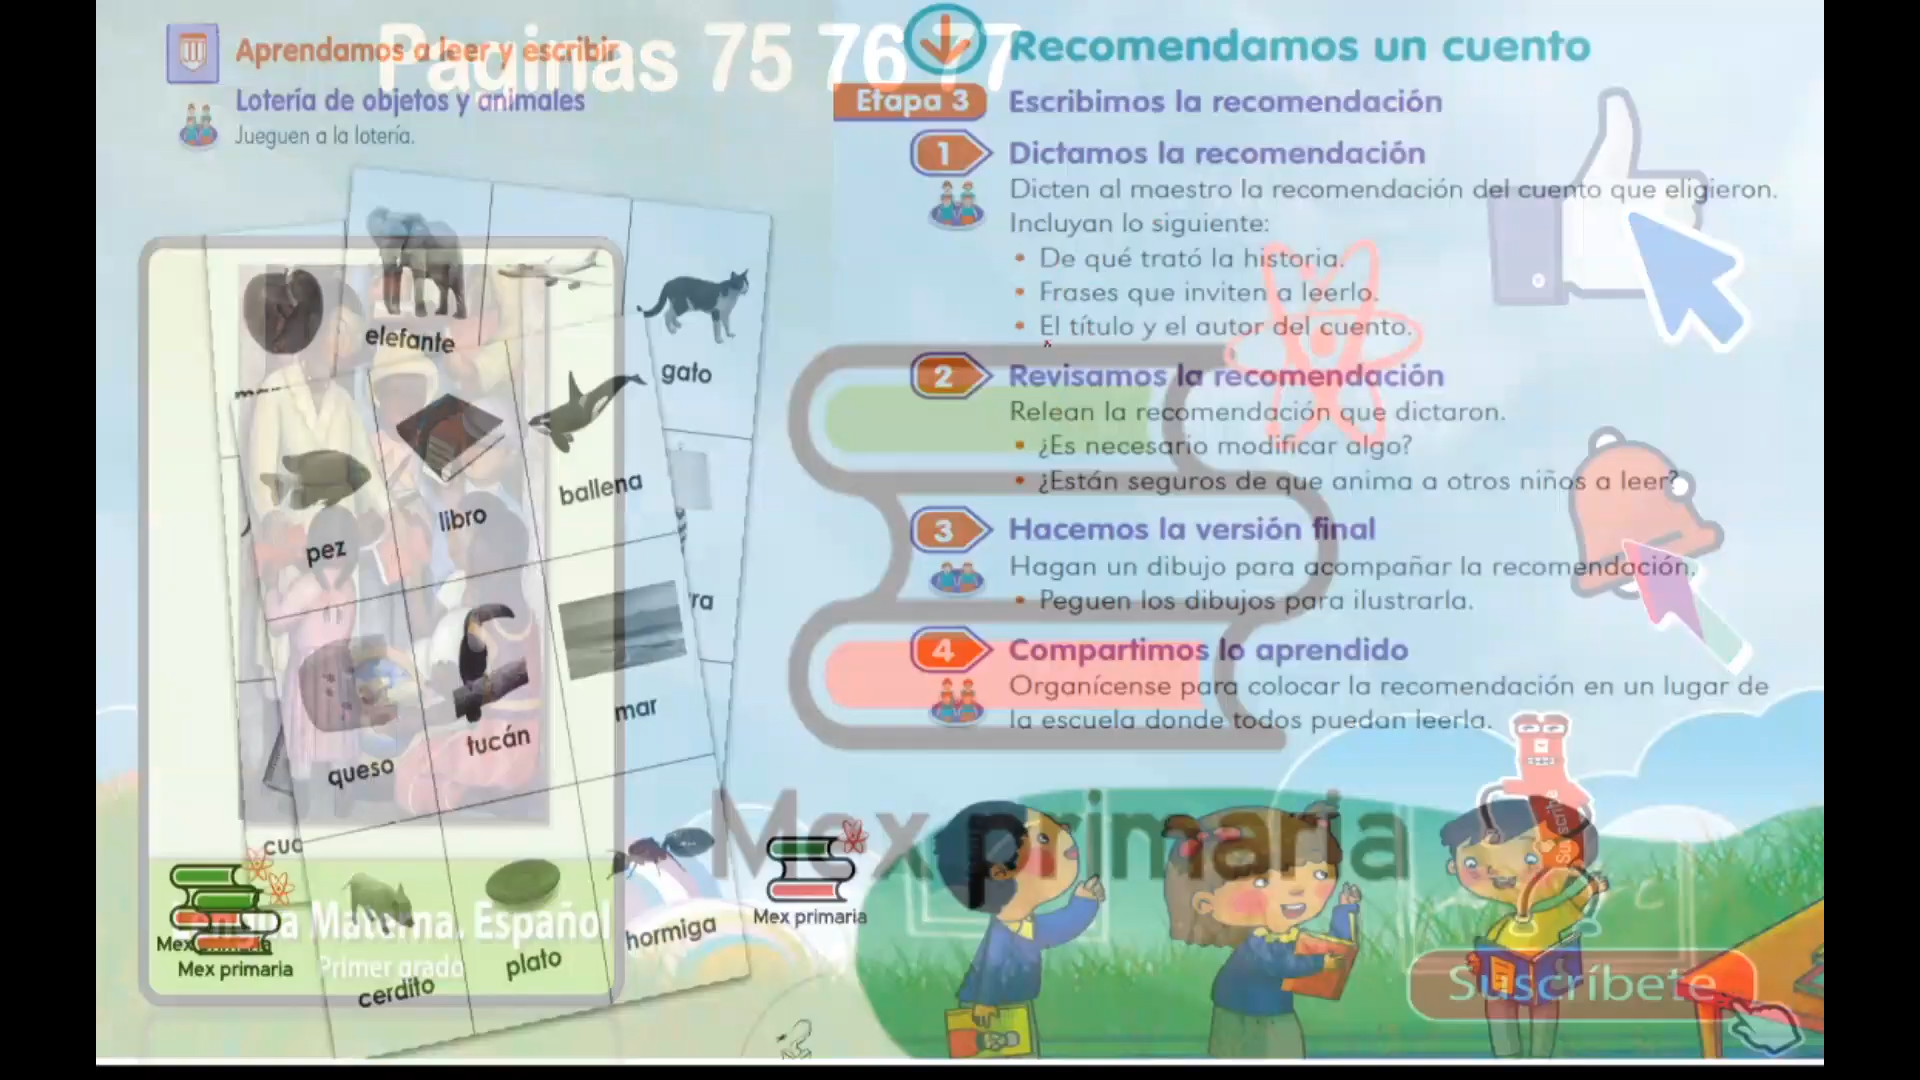 Paginas 75 76 77
Aprendamos a leer y escribir
Lotería de objetos y animales
Jueguen a la lotería.
elefante
gato
libro
ballena
pez
mar
tucán
queso
hormiga
plato
cerdito
Lengua Materna. Español
Primer grado
Mex primaria
Mex primaria
Mex primaria
Recomendamos un cuento
Etapa 3
Escribimos la recomendación
1
Dictamos la recomendación
Dicten al maestro la recomendación del cuento que eligieron.
Incluyan lo siguiente:
• De qué trató la historia.
• Frases que inviten a leerlo.
• El título y el autor del cuento.
2
Revisamos la recomendación
Relean la recomendación que dictaron.
• ¿Es necesario modificar algo?
• ¿Están seguros de que anima a otros niños a leer?
3
Hacemos la versión final
Hagan un dibujo para acompañar la recomendación.
• Peguen los dibujos para ilustrarla.
4
Compartimos lo aprendido
Organícense para colocar la recomendación en un lugar de
la escuela donde todos puedan leerla.
Mex primaria
Suscríbete